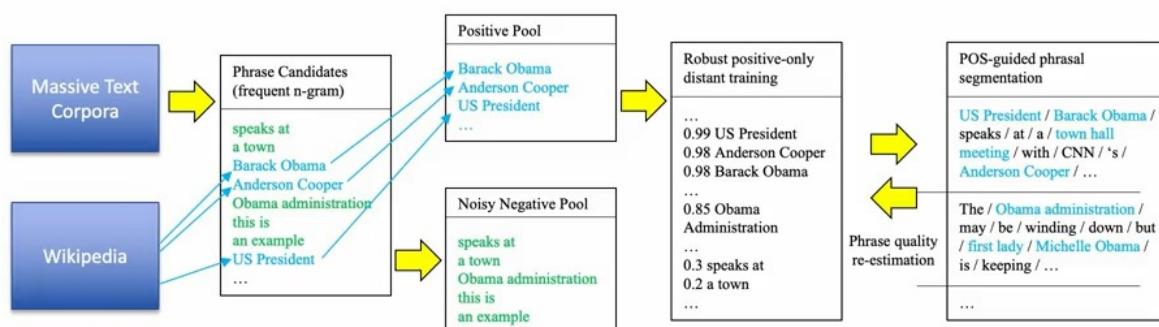 Massive Text
Corpora
Wikipedia
Phrase Candidates
(frequent n-gram)
speaks at
a town
Barack Obama
Anderson Cooper
Obama administration
this is
an example
US President
...
Positive Pool
Barack Obama
Anderson Cooper
US President
...
Noisy Negative Pool
speaks at
a town
Obama administration
this is
an example
Robust positive-only
distant training
...
0.99 US President
0.98 Anderson Cooper
0.98 Barack Obama
...
0.85 Obama
Administration
...
0.3 speaks at
0.2 a town
...
Phrase quality
re-estimation
POS-guided phrasal
segmentation
US President / Barack Obama /
speaks / at / a / town hall
meeting / with / CNN / ‘s /
Anderson Cooper / ...
The / Obama administration /
may / be / winding / down / but
/ first lady / Michelle Obama /
is / keeping / ...
...